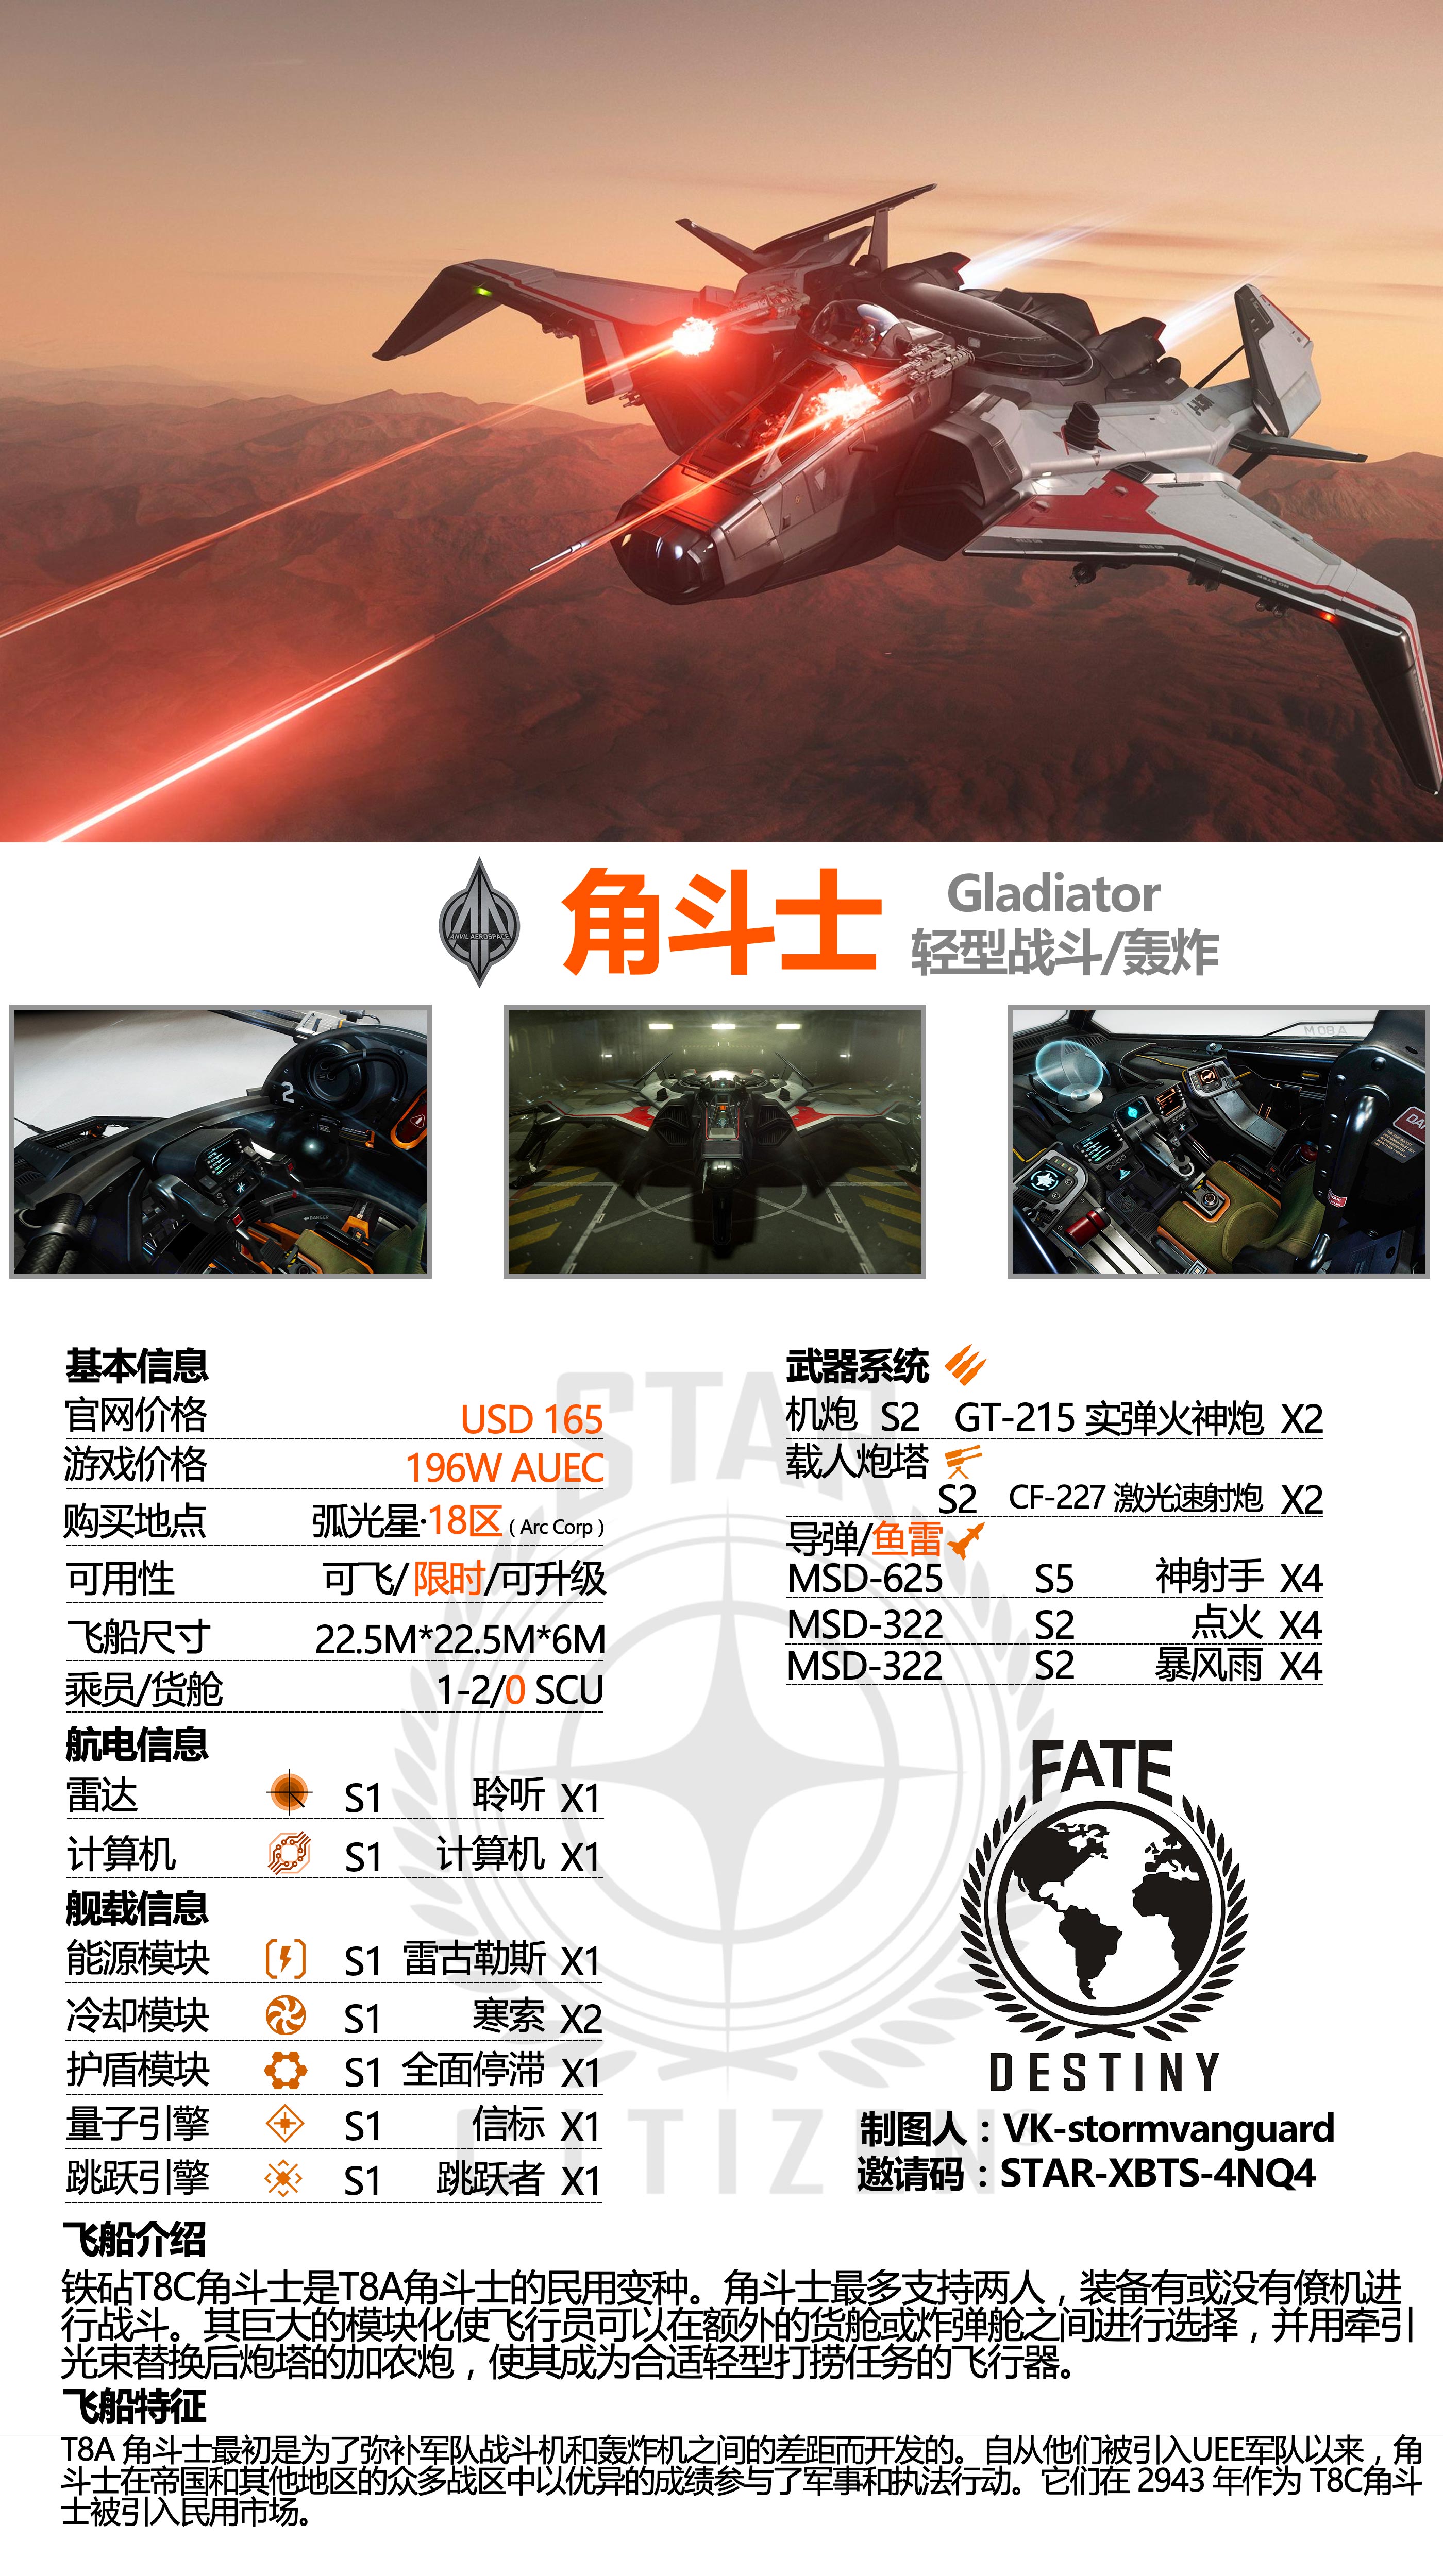 角斗士
Gladiator
轻型战斗/轰炸
ANVIL AEROSPACE
2
M 08 A
基本信息
官网价格 USD 165
游戏价格 196W AUEC
购买地点 弧光星·18区 ( Arc Corp )
可用性 可飞/限时/可升级
飞船尺寸 22.5M*22.5M*6M
乘员/货舱 1-2/0 SCU
航电信息
雷达 S1 聆听 X1
计算机 S1 计算机 X1
舰载信息
能源模块 S1 雷古勒斯 X1
冷却模块 S1 寒索 X2
护盾模块 S1 全面停滞 X1
量子引擎 S1 信标 X1
跳跃引擎 S1 跳跃者 X1
武器系统
机炮 S2 GT-215 实弹火神炮 X2
载人炮塔
S2 CF-227 激光速射炮 X2
导弹/鱼雷
MSD-625 S5 神射手 X4
MSD-322 S2 点火 X4
MSD-322 S2 暴风雨 X4
STAR
CITIZEN
FATE
DESTINY
制图人：VK-stormvanguard
邀请码：STAR-XBTS-4NQ4
飞船介绍
铁砧T8C角斗士是T8A角斗士的民用变种。角斗士最多支持两人，装备有或没有僚机进
行战斗。其巨大的模块化使飞行员可以在额外的货舱或炸弹舱之间进行选择，并用牵引
光束替换后炮塔的加农炮，使其成为合适轻型打捞任务的飞行器。
飞船特征
T8A 角斗士最初是为了弥补军队战斗机和轰炸机之间的差距而开发的。自从他们被引入UEE军队以来，角
斗士在帝国和其他地区的众多战区中以优异的成绩参与了军事和执法行动。它们在 2943 年作为 T8C角斗
士被引入民用市场。